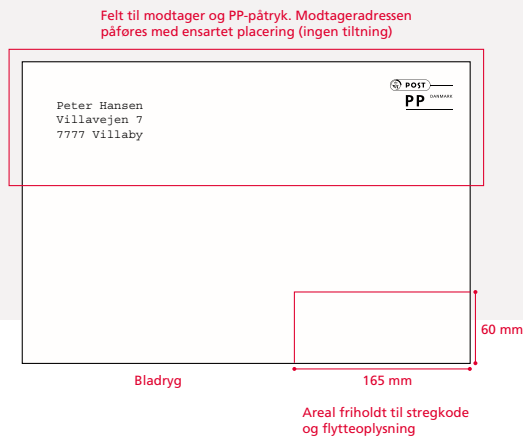 Felt til modtager og PP-påtryk. Modtageradressen
påføres med ensartet placering (ingen tiltning)
POST
PP DANMARK
Peter Hansen
Villavejen 7
7777 Villaby
60 mm
Bladryg
165 mm
Areal friholdt til stregkode
og flytteoplysning